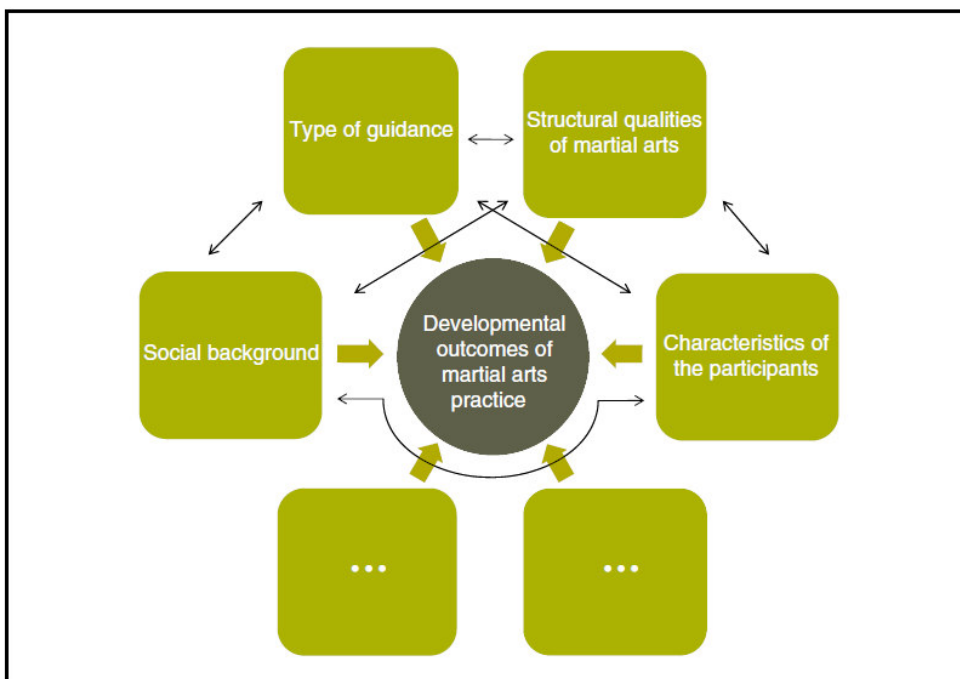 Type of guidance
Structural qualities
of martial arts
Social background
Developmental
outcomes of
martial arts
practice
Characteristics of
the participants
...
...